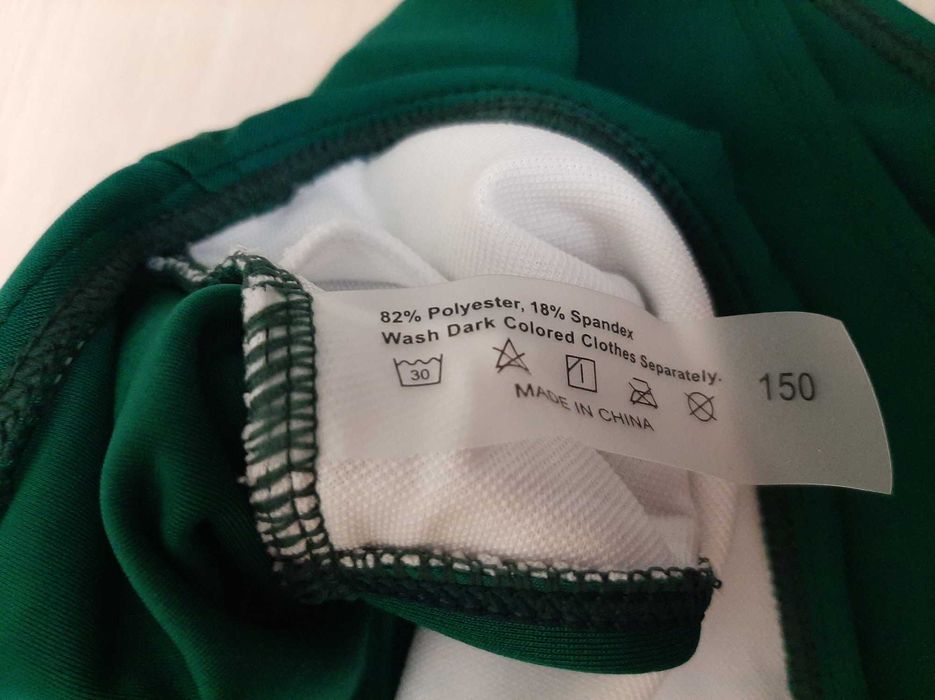 82% Polyester, 18% Spandex
Wash Dark Colored Clothes Separately.
30
MADE IN CHINA
150